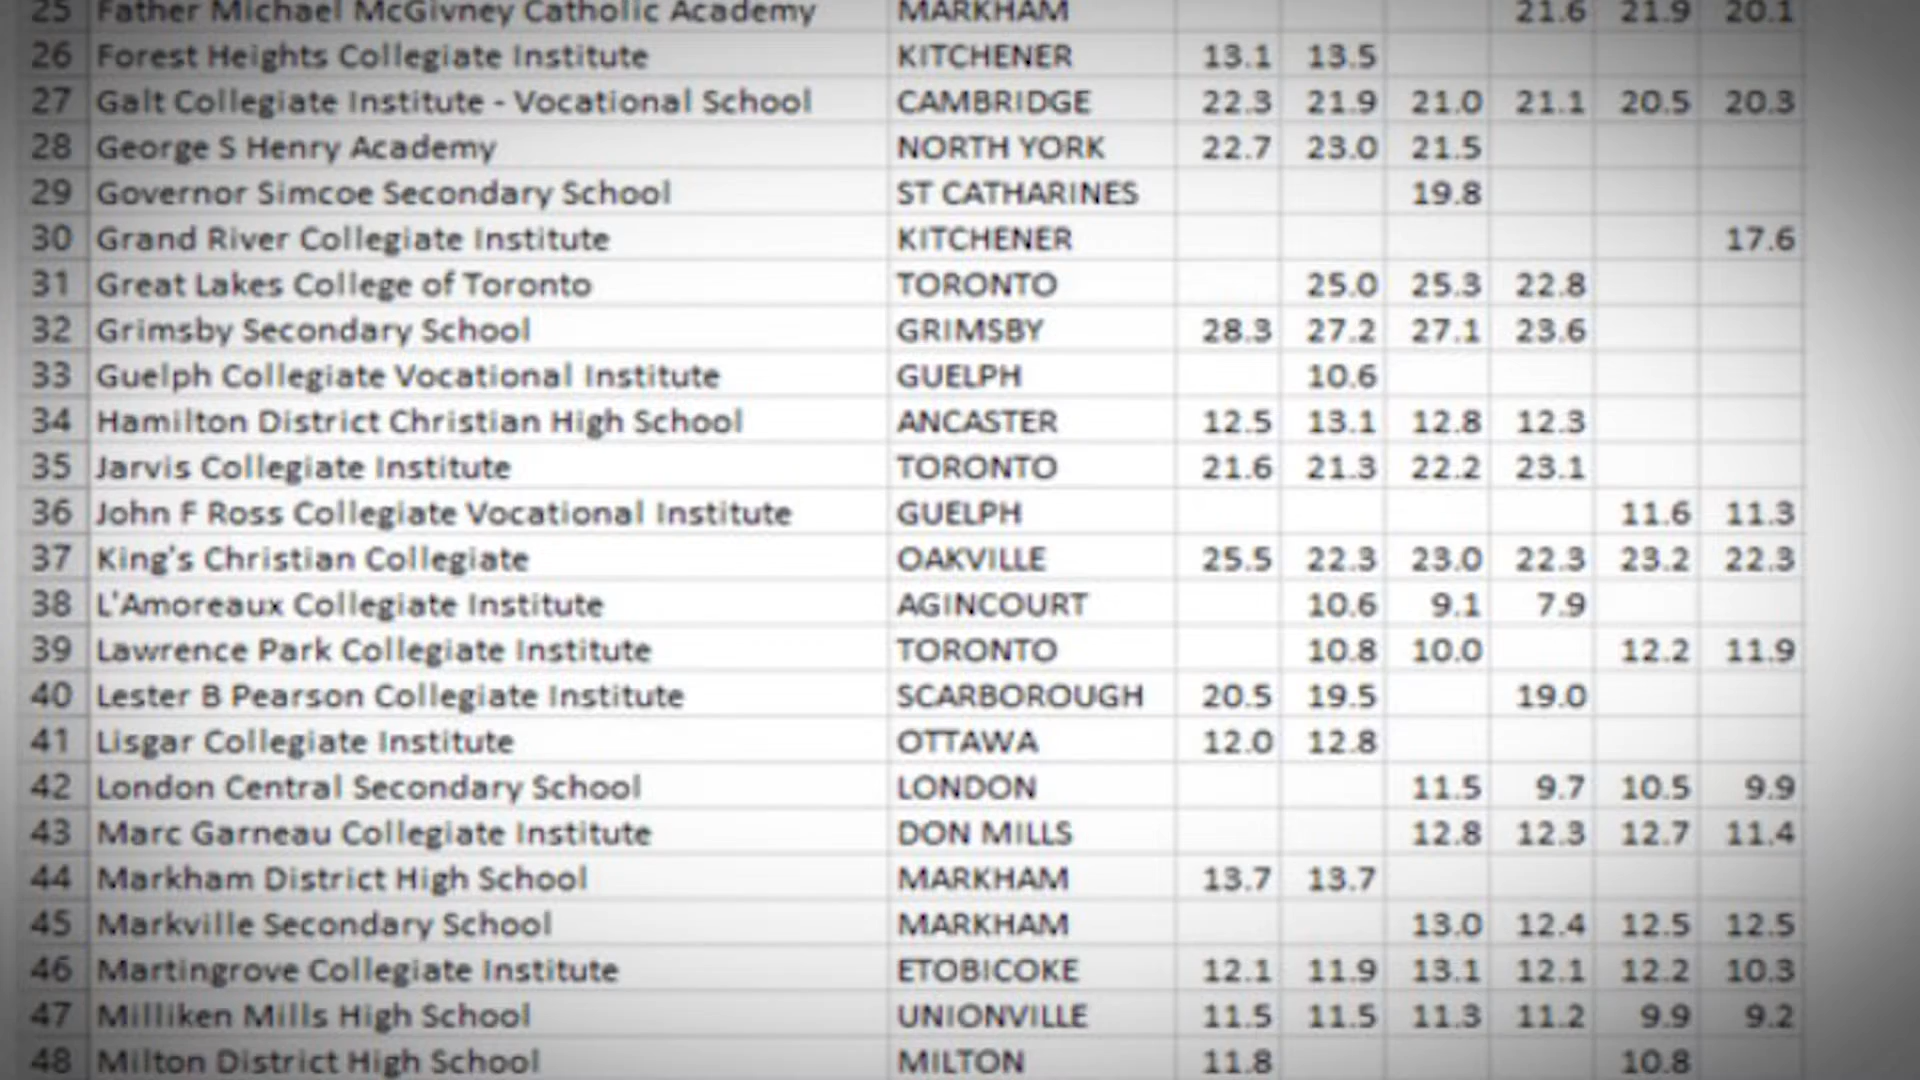 25 Father Michael McGivney Catholic Academy MARKHAM 21.6 21.9 20.1
26 Forest Heights Collegiate Institute KITCHENER 13.1 13.5
27 Galt Collegiate Institute - Vocational School CAMBRIDGE 22.3 21.9 21.0 21.1 20.5 20.3
28 George S Henry Academy NORTH YORK 22.7 23.0 21.5
29 Governor Simcoe Secondary School ST CATHARINES 19.8
30 Grand River Collegiate Institute KITCHENER 17.6
31 Great Lakes College of Toronto TORONTO 25.0 25.3 22.8
32 Grimsby Secondary School GRIMSBY 28.3 27.2 27.1 23.6
33 Guelph Collegiate Vocational Institute GUELPH 10.6
34 Hamilton District Christian High School ANCASTER 12.5 13.1 12.8 12.3
35 Jarvis Collegiate Institute TORONTO 21.6 21.3 22.2 23.1
36 John F Ross Collegiate Vocational Institute GUELPH 11.6 11.3
37 King's Christian Collegiate OAKVILLE 25.5 22.3 23.0 22.3 23.2 22.3
38 L'Amoreaux Collegiate Institute AGINCOURT 10.6 9.1 7.9
39 Lawrence Park Collegiate Institute TORONTO 10.8 10.0 12.2 11.9
40 Lester B Pearson Collegiate Institute SCARBOROUGH 20.5 19.5 19.0
41 Lisgar Collegiate Institute OTTAWA 12.0 12.8
42 London Central Secondary School LONDON 11.5 9.7 10.5 9.9
43 Marc Garneau Collegiate Institute DON MILLS 12.8 12.3 12.7 11.4
44 Markham District High School MARKHAM 13.7 13.7
45 Markville Secondary School MARKHAM 13.0 12.4 12.5 12.5
46 Martingrove Collegiate Institute ETOBICOKE 12.1 11.9 13.1 12.1 12.2 10.3
47 Milliken Mills High School UNIONVILLE 11.5 11.5 11.3 11.2 9.9 9.2
48 Milton District High School MILTON 11.8 10.8